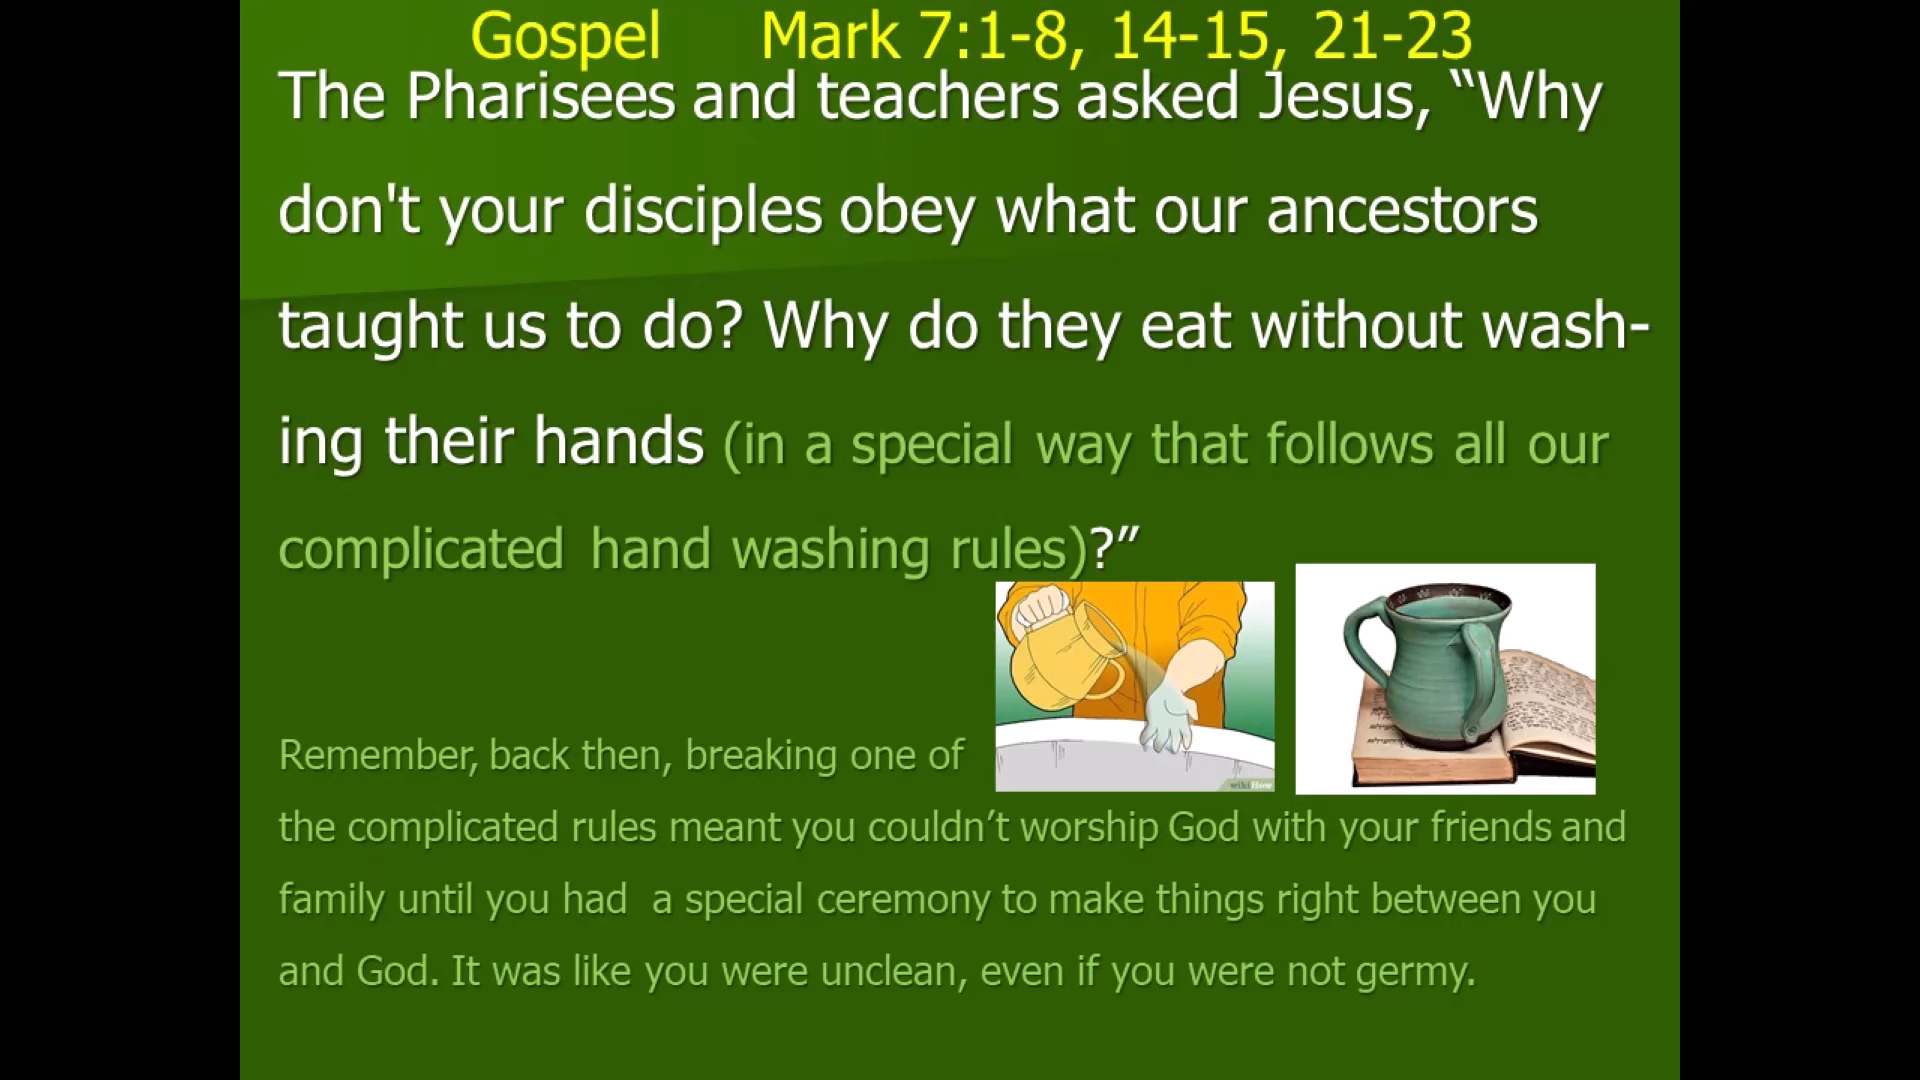 Gospel Mark 7:1-8, 14-15, 21-23
The Pharisees and teachers asked Jesus, “Why
don't your disciples obey what our ancestors
taught us to do? Why do they eat without wash-
ing their hands (in a special way that follows all our
complicated hand washing rules)?”
wikiHow
Remember, back then, breaking one of
the complicated rules meant you couldn’t worship God with your friends and
family until you had a special ceremony to make things right between you
and God. It was like you were unclean, even if you were not germy.